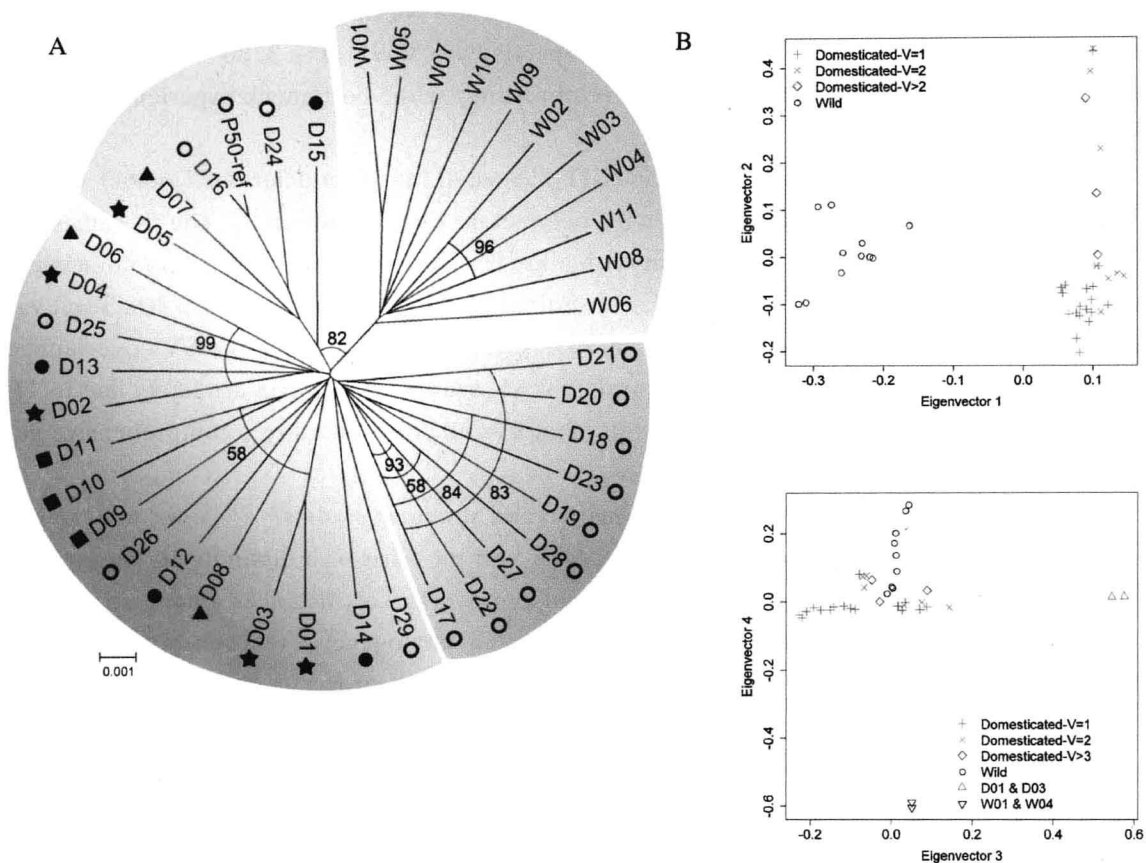 A
W01
W05
W07
W10
W09
W02
W03
W04
W11
W08
W06
96
D15
D24
P50-ref
D16
D07
D05
82
D06
D04
D25
D13
D02
D11
D10
D09
D26
D12
D08
D03
D01
D14
D29
99
58
D21
D20
D18
D23
D19
D28
D27
D22
D17
93
58
84
83
0.001
B
Domesticated-V=1
Domesticated-V=2
Domesticated-V>2
Wild
Eigenvector 2
0.4
0.3
0.2
0.1
0.0
-0.1
-0.2
-0.3
-0.2
-0.1
0.0
0.1
Eigenvector 1
Eigenvector 4
0.2
0.0
-0.2
-0.4
-0.6
Domesticated-V=1
Domesticated-V=2
Domesticated-V>3
Wild
D01 & D03
W01 & W04
-0.2
0.0
0.2
0.4
0.6
Eigenvector 3